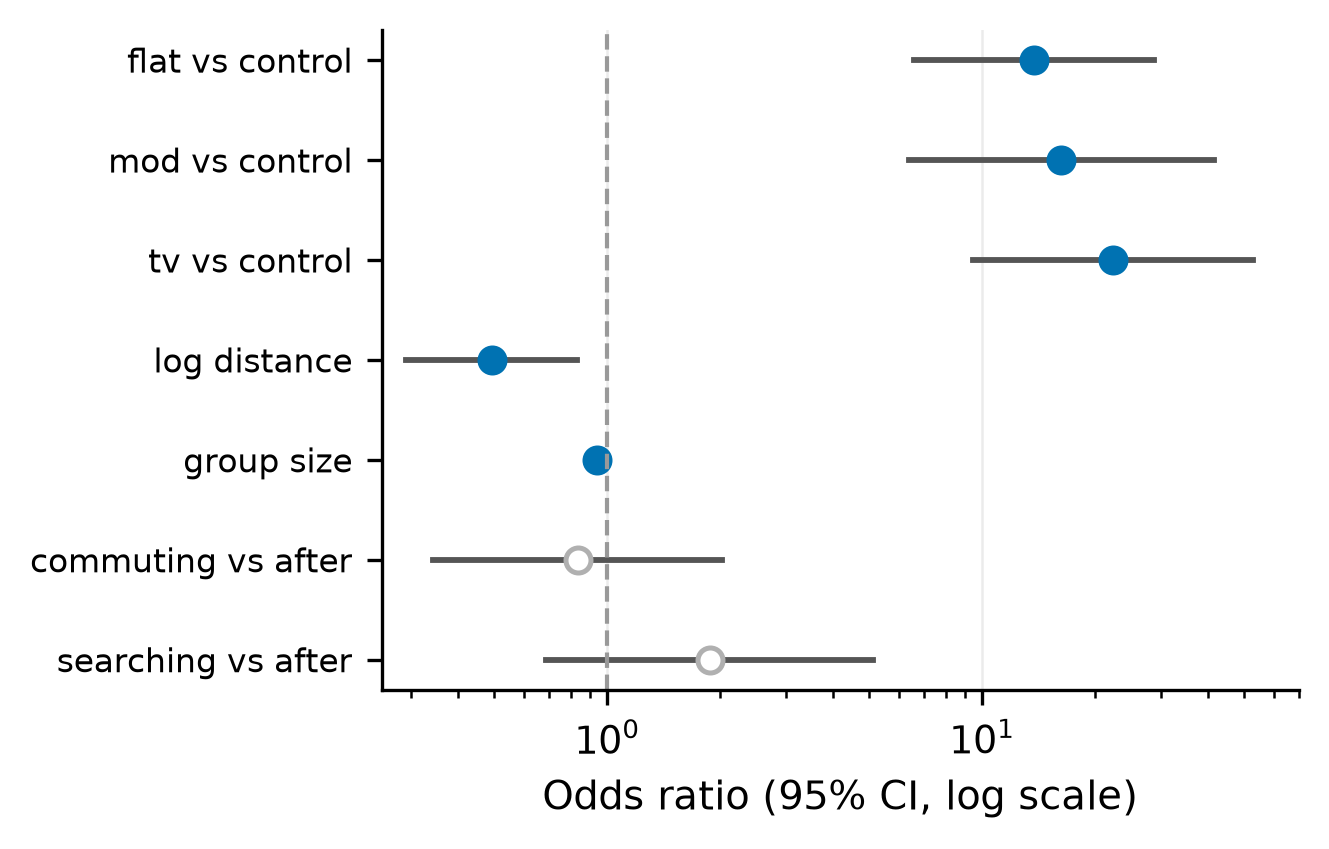 flat vs control
mod vs control
tv vs control
log distance
group size
commuting vs after
searching vs after
10⁰ 10¹
Odds ratio (95% CI, log scale)